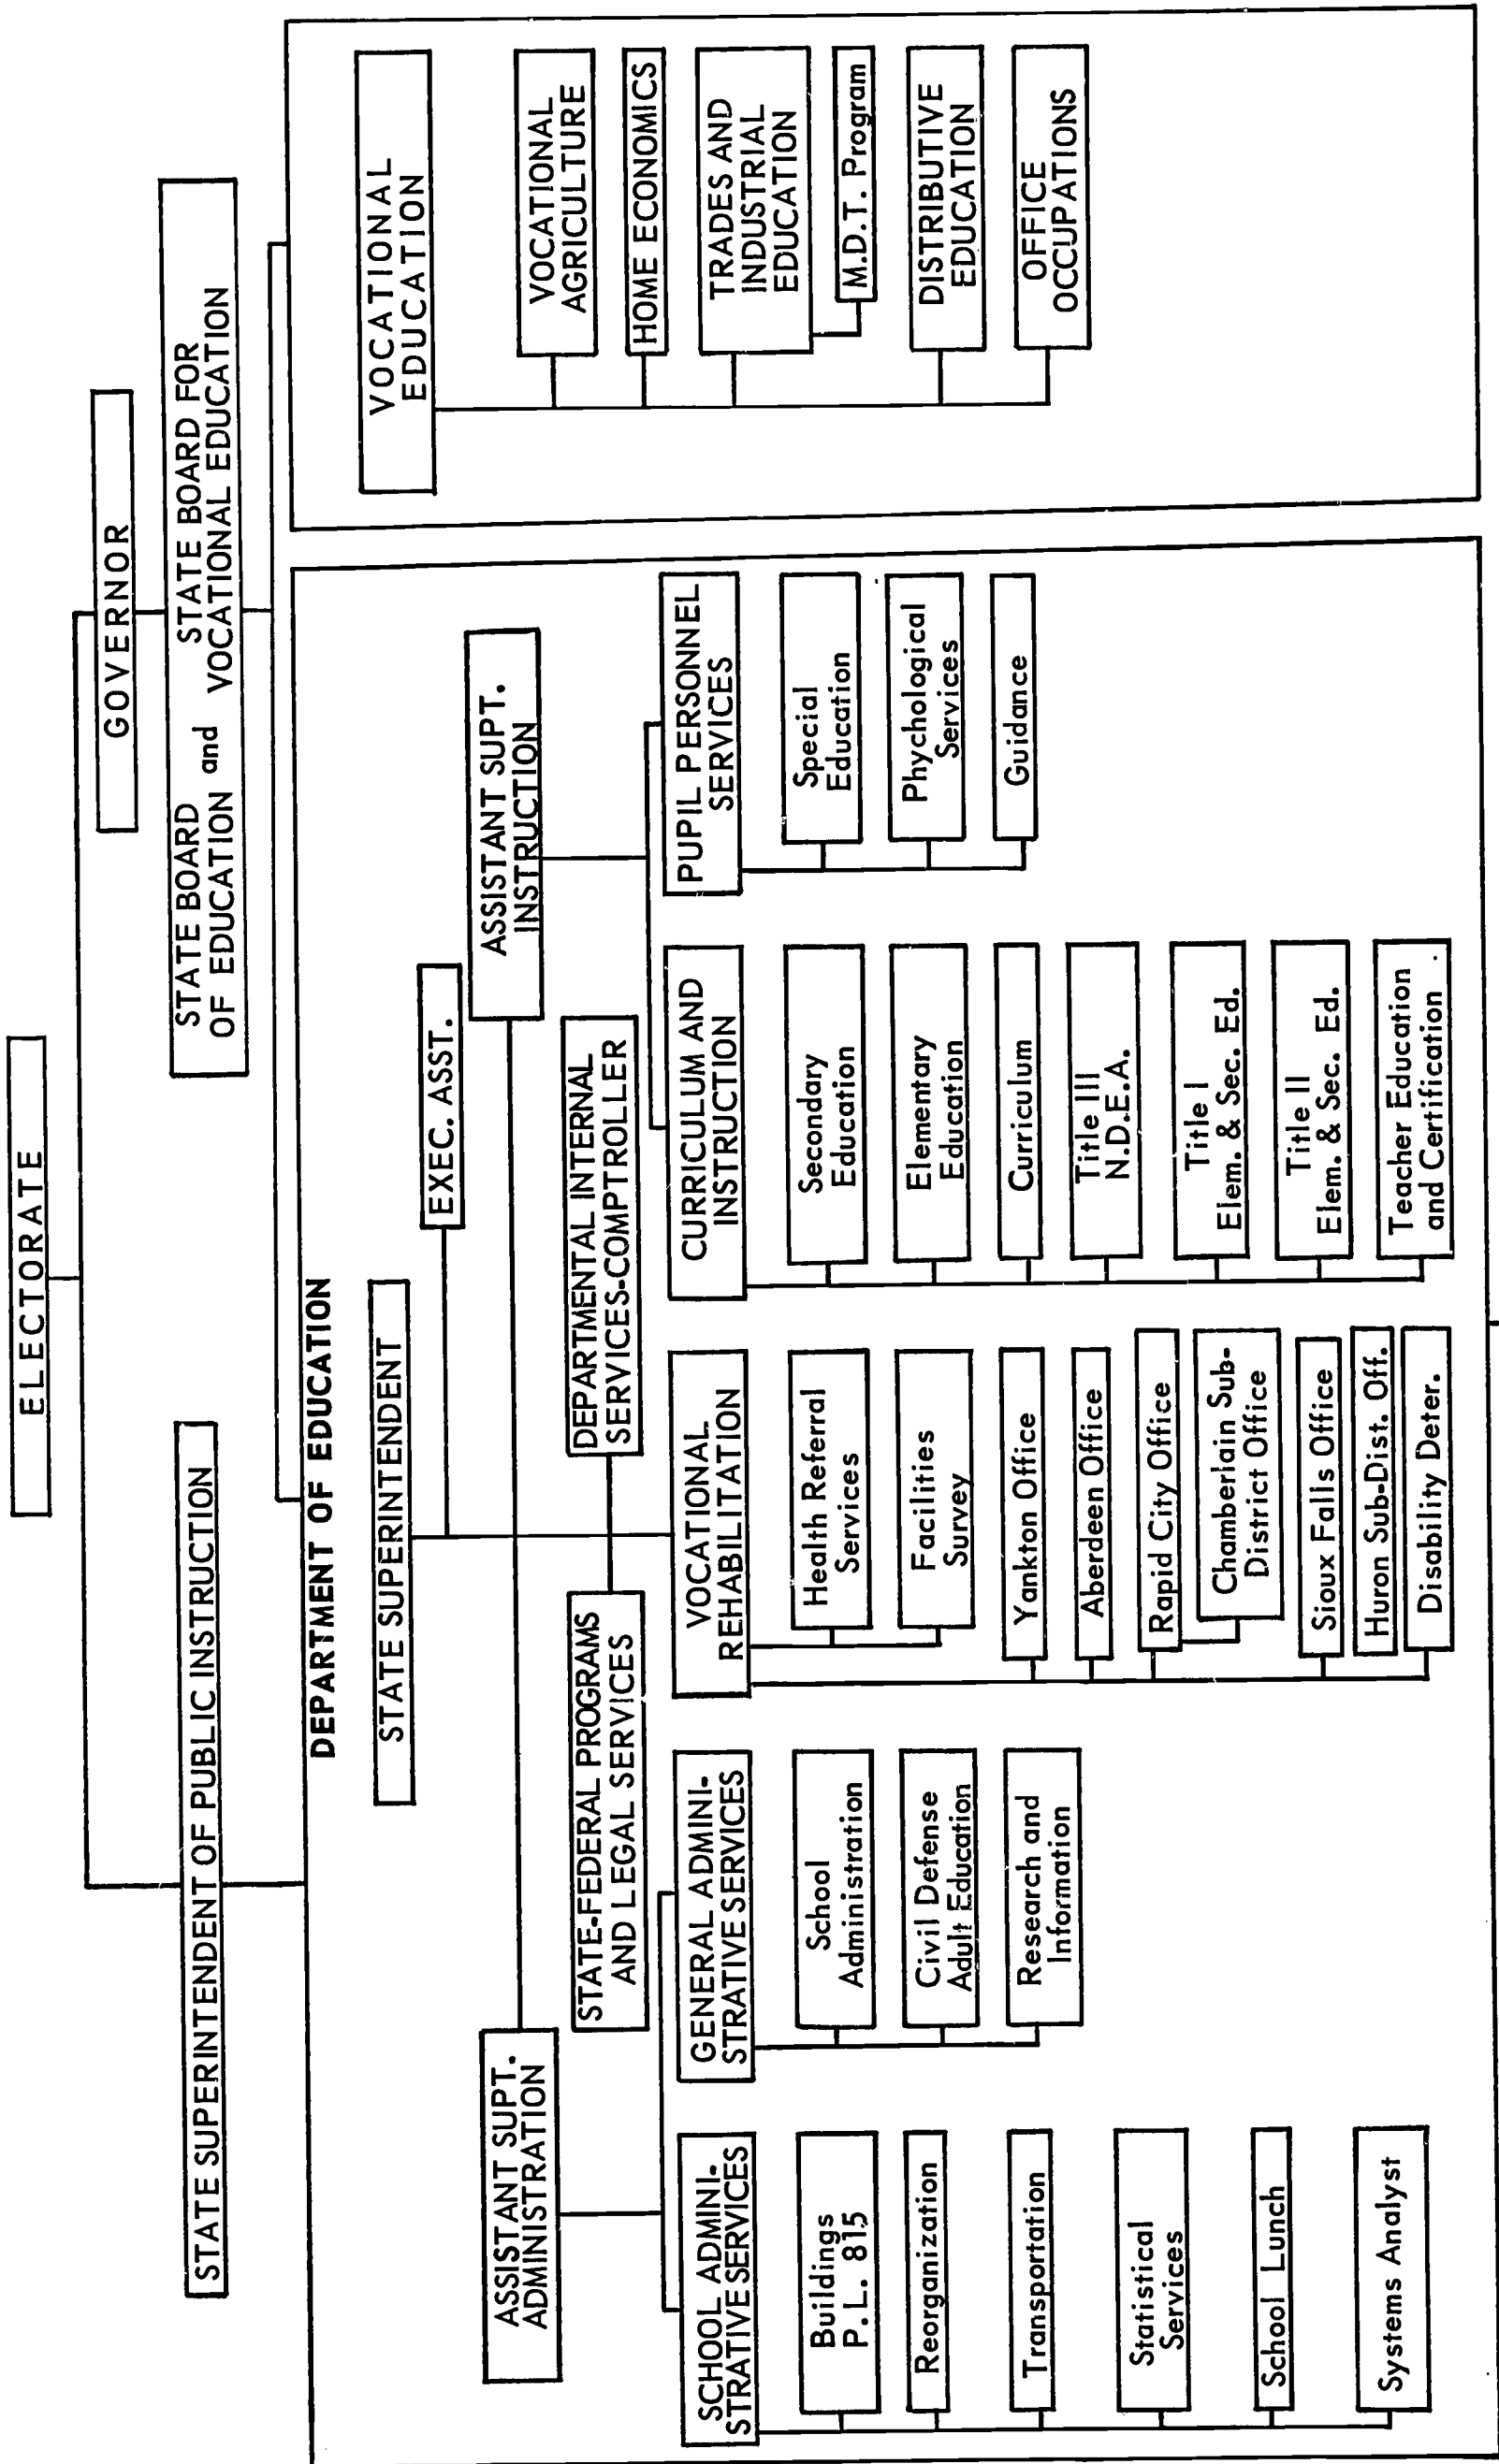 ELECTORATE
STATE SUPERINTENDENT OF PUBLIC INSTRUCTION
GOVERNOR
STATE BOARD
OF EDUCATION
and
STATE BOARD FOR
VOCATIONAL EDUCATION
DEPARTMENT OF EDUCATION
STATE SUPERINTENDENT
EXEC. ASST.
ASSISTANT SUPT.
ADMINISTRATION
ASSISTANT SUPT.
INSTRUCTION
STATE-FEDERAL PROGRAMS
AND LEGAL SERVICES
DEPARTMENTAL INTERNAL
SERVICES-COMPTROLLER
SCHOOL ADMINI-
STRATIVE SERVICES
Buildings
P.L. 815
Reorganization
Transportation
Statistical
Services
School Lunch
Systems Analyst
GENERAL ADMINI-
STRATIVE SERVICES
School
Administration
Civil Defense
Adult Education
Research and
Information
VOCATIONAL
REHABILITATION
Health Referral
Services
Facilities
Survey
Yankton Office
Aberdeen Office
Rapid City Office
Chamberlain Sub-
District Office
Sioux Falls Office
Huron Sub-Dist. Off.
Disability Deter.
CURRICULUM AND
INSTRUCTION
Secondary
Education
Elementary
Education
Curriculum
Title III
N.D.E.A.
Title I
Elem. & Sec. Ed.
Title II
Elem. & Sec. Ed.
Teacher Education
and Certification
PUPIL PERSONNEL
SERVICES
Special
Education
Phychological
Services
Guidance
VOCATIONAL
EDUCATION
VOCATIONAL
AGRICULTURE
HOME ECONOMICS
TRADES AND
INDUSTRIAL
EDUCATION
M.D.T. Program
DISTRIBUTIVE
EDUCATION
OFFICE
OCCUPATIONS